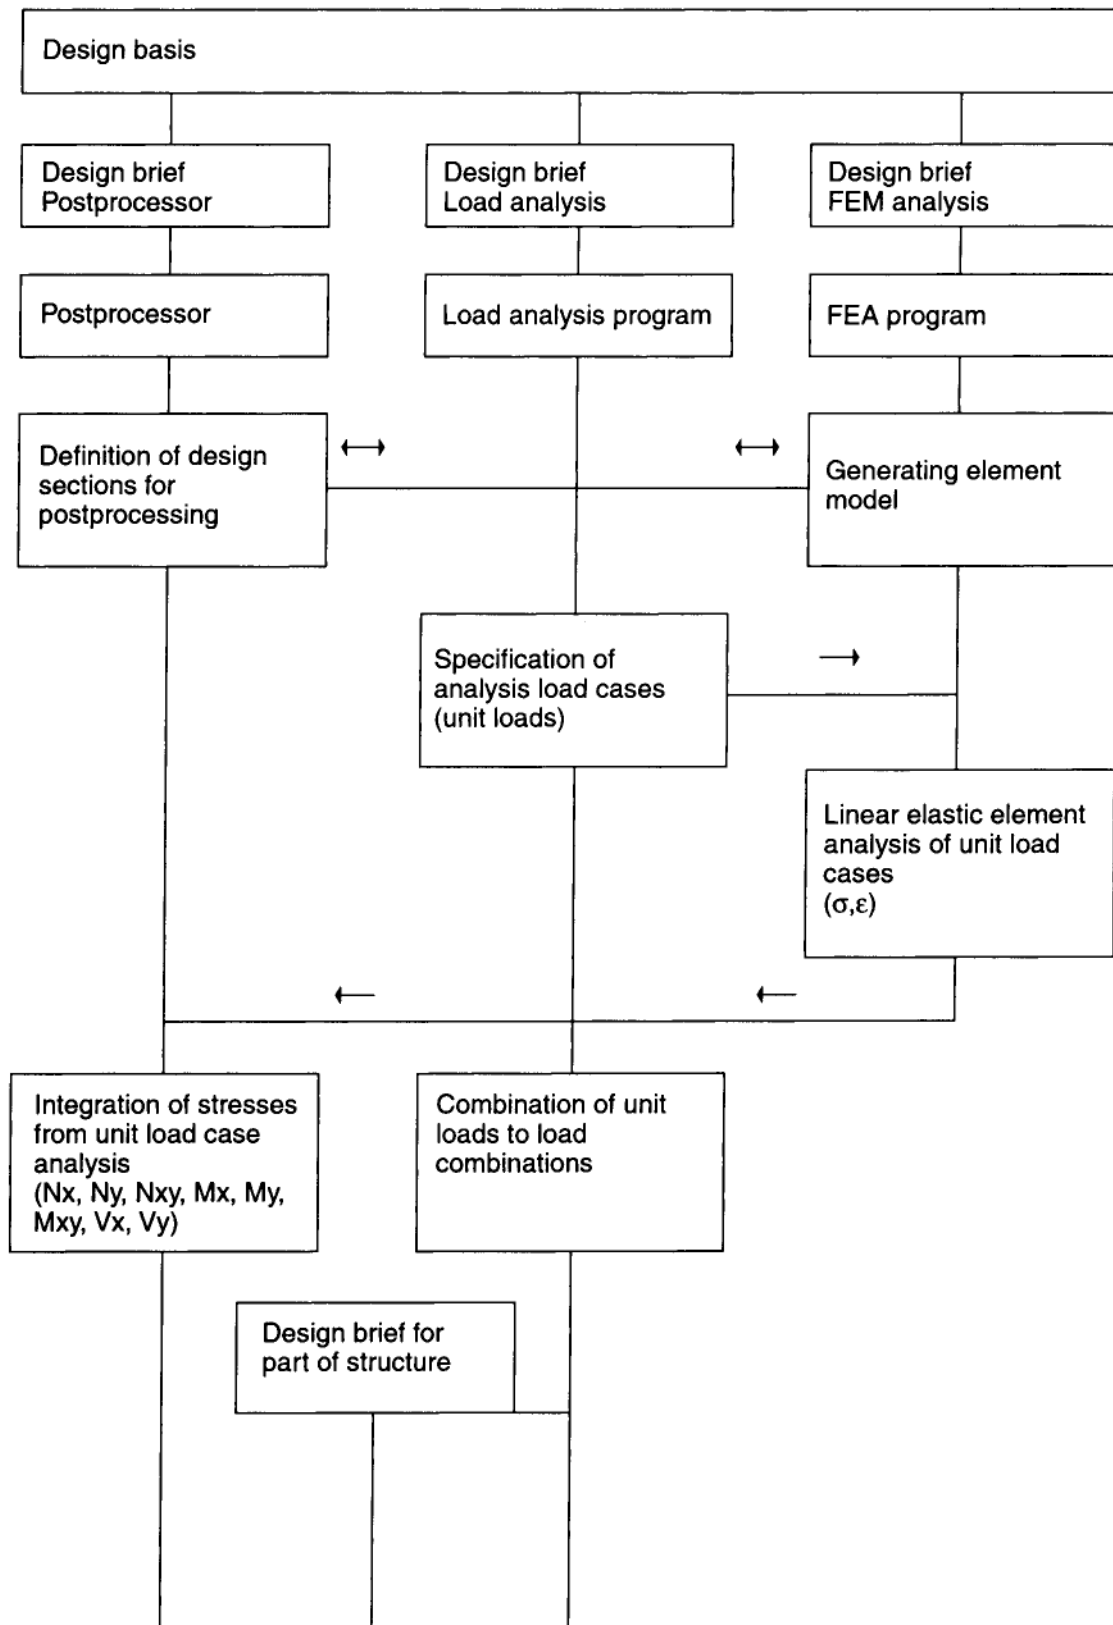 Design basis
Design brief
Postprocessor
Design brief
Load analysis
Design brief
FEM analysis
Postprocessor
Load analysis program
FEA program
Definition of design
sections for
postprocessing
Generating element
model
Specification of
analysis load cases
(unit loads)
Linear elastic element
analysis of unit load
cases
(σ,ε)
Integration of stresses
from unit load case
analysis
(Nx, Ny, Nxy, Mx, My,
Mxy, Vx, Vy)
Combination of unit
loads to load
combinations
Design brief for
part of structure